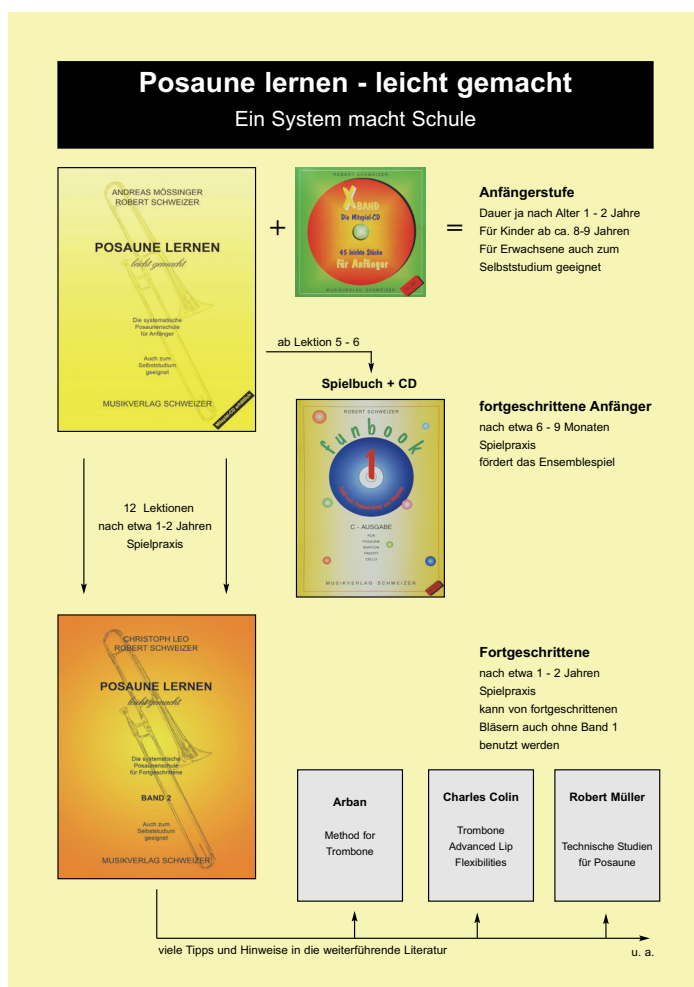 Posaune lernen - leicht gemacht
Ein System macht Schule
ANDREAS MÖSSINGER
ROBERT SCHWEIZER
POSAUNE LERNEN
leicht gemacht
Die systematische
Posaunenschule
für Anfänger
Auch zum
Selbststudium
geeignet
MUSIKVERLAG SCHWEIZER
+
ROBERT SCHWEIZER
X BAND
Die Mitspiel-CD
45 leichte Stücke
für Anfänger
MUSIKVERLAG SCHWEIZER
=
Anfängerstufe
Dauer ja nach Alter 1 - 2 Jahre
Für Kinder ab ca. 8-9 Jahren
Für Erwachsene auch zum
Selbststudium geeignet
ab Lektion 5 - 6
Spielbuch + CD
ROBERT SCHWEIZER
funbook
1
C - AUSGABE
FÜR
POSAUNE
BARITON
FAGOTT
CELLO
MUSIKVERLAG SCHWEIZER
fortgeschrittene Anfänger
nach etwa 6 - 9 Monaten
Spielpraxis
fördert das Ensemblespiel
12 Lektionen
nach etwa 1-2 Jahren
Spielpraxis
CHRISTOPH LEO
ROBERT SCHWEIZER
POSAUNE LERNEN
leicht gemacht
Die systematische
Posaunenschule
für Fortgeschrittene
BAND 2
Auch zum
Selbststudium
geeignet
MUSIKVERLAG SCHWEIZER
Fortgeschrittene
nach etwa 1 - 2 Jahren
Spielpraxis
kann von fortgeschrittenen
Bläsern auch ohne Band 1
benutzt werden
Arban
Method for
Trombone
Charles Colin
Trombone
Advanced Lip
Flexibilities
Robert Müller
Technische Studien
für Posaune
viele Tipps und Hinweise in die weiterführende Literatur
u. a.